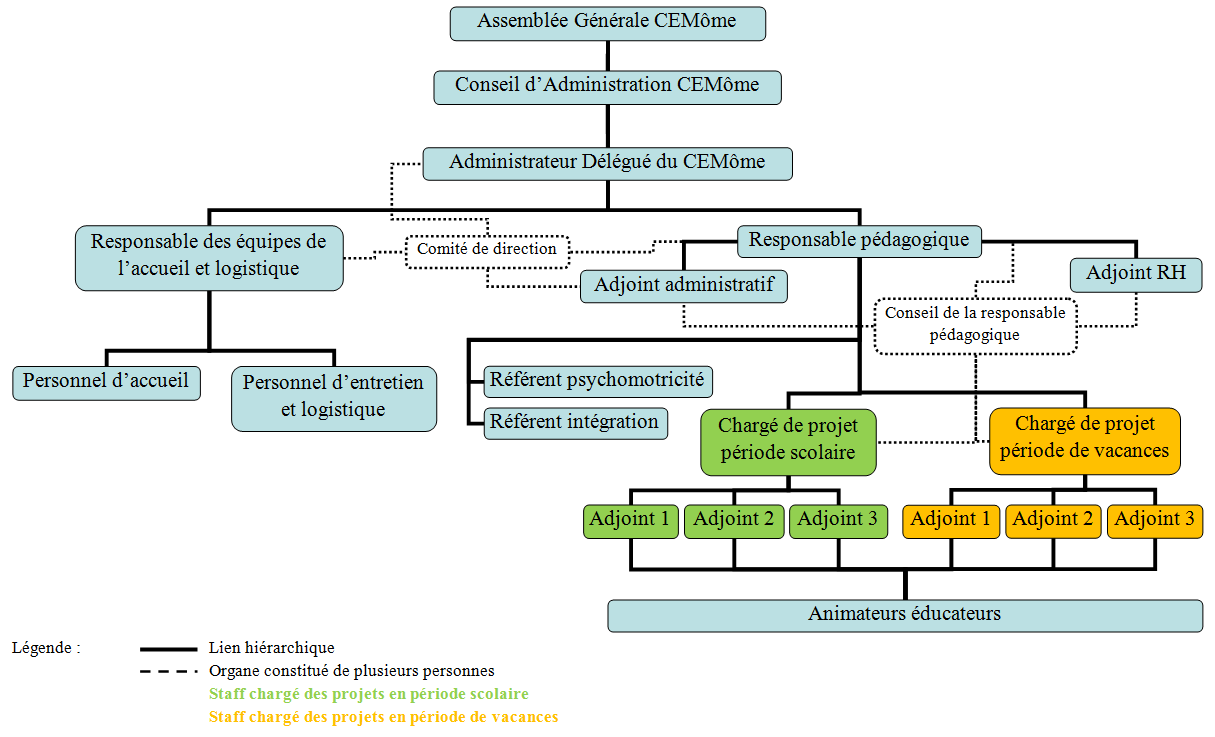 Assemblée Générale CEMôme
Conseil d’Administration CEMôme
Administrateur Délégué du CEMôme
Responsable des équipes de
l’accueil et logistique
Comité de direction
Responsable pédagogique
Adjoint administratif
Adjoint RH
Conseil de la responsable
pédagogique
Personnel d’accueil
Personnel d’entretien
et logistique
Référent psychomotricité
Référent intégration
Chargé de projet
période scolaire
Chargé de projet
période de vacances
Adjoint 1
Adjoint 2
Adjoint 3
Adjoint 1
Adjoint 2
Adjoint 3
Animateurs éducateurs
Légende :
Lien hiérarchique
Organe constitué de plusieurs personnes
Staff chargé des projets en période scolaire
Staff chargé des projets en période de vacances